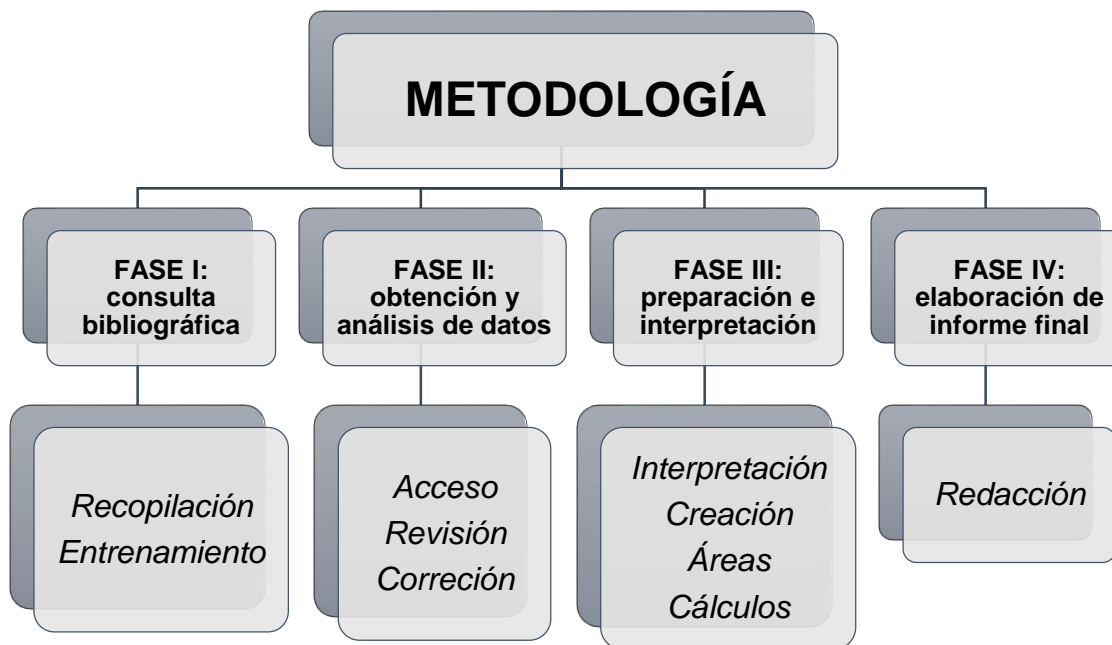 METODOLOGÍA
FASE I:
consulta
bibliográfica
FASE II:
obtención y
análisis de datos
FASE III:
preparación e
interpretación
FASE IV:
elaboración de
informe final
Recopilación
Entrenamiento
Acceso
Revisión
Correción
Interpretación
Creación
Áreas
Cálculos
Redacción